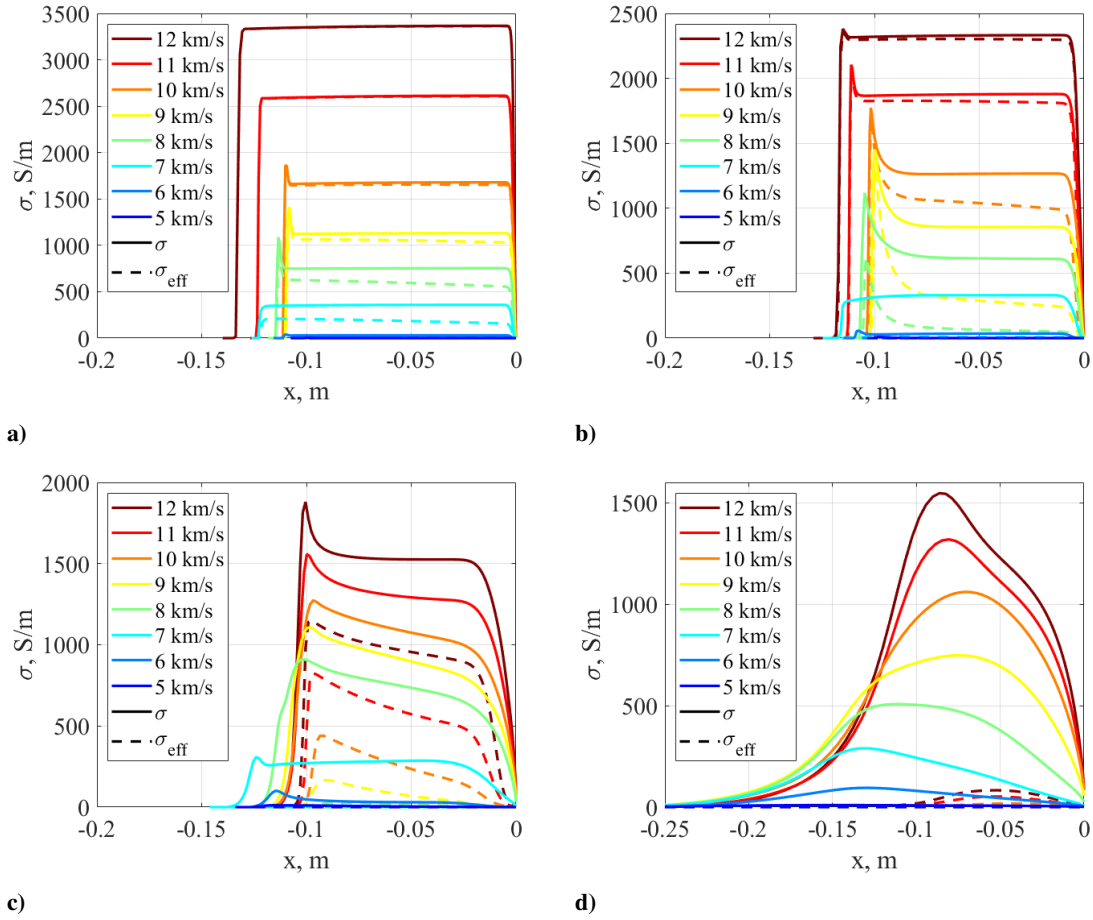 3500
3000
2500
2000
1500
1000
500
0
σ, S/m
12 km/s
11 km/s
10 km/s
9 km/s
8 km/s
7 km/s
6 km/s
5 km/s
σ
σeff
-0.2 -0.15 -0.1 -0.05 0
x, m
a)
2500
2000
1500
1000
500
0
σ, S/m
12 km/s
11 km/s
10 km/s
9 km/s
8 km/s
7 km/s
6 km/s
5 km/s
σ
σeff
-0.2 -0.15 -0.1 -0.05 0
x, m
b)
2000
1500
1000
500
0
σ, S/m
12 km/s
11 km/s
10 km/s
9 km/s
8 km/s
7 km/s
6 km/s
5 km/s
σ
σeff
-0.2 -0.15 -0.1 -0.05 0
x, m
c)
1500
1000
500
0
σ, S/m
12 km/s
11 km/s
10 km/s
9 km/s
8 km/s
7 km/s
6 km/s
5 km/s
σ
σeff
-0.25 -0.2 -0.15 -0.1 -0.05 0
x, m
d)